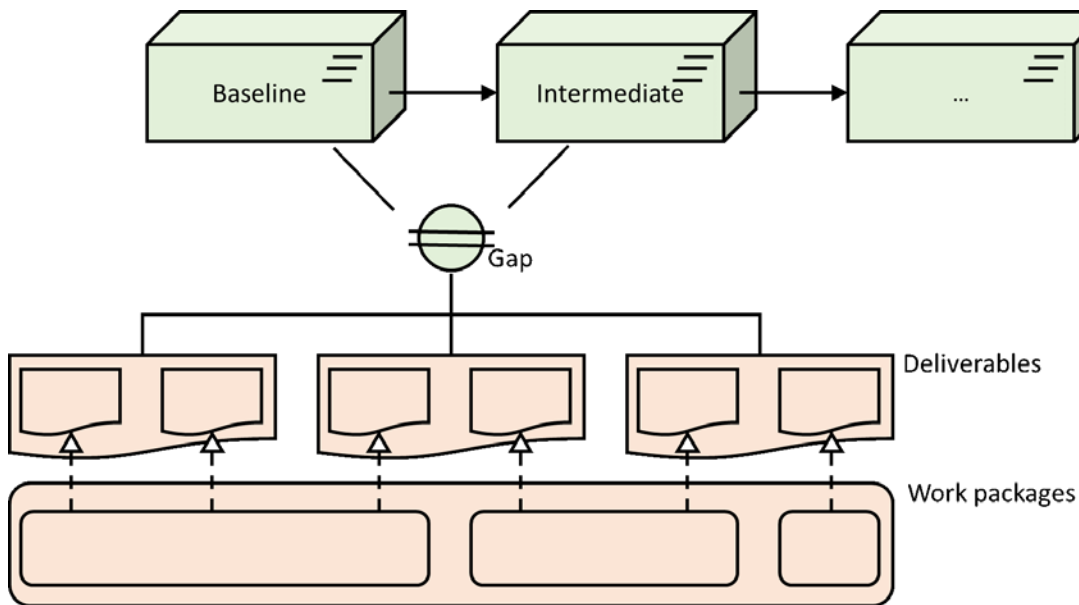 Baseline
Intermediate
...
Gap
Deliverables
Work packages